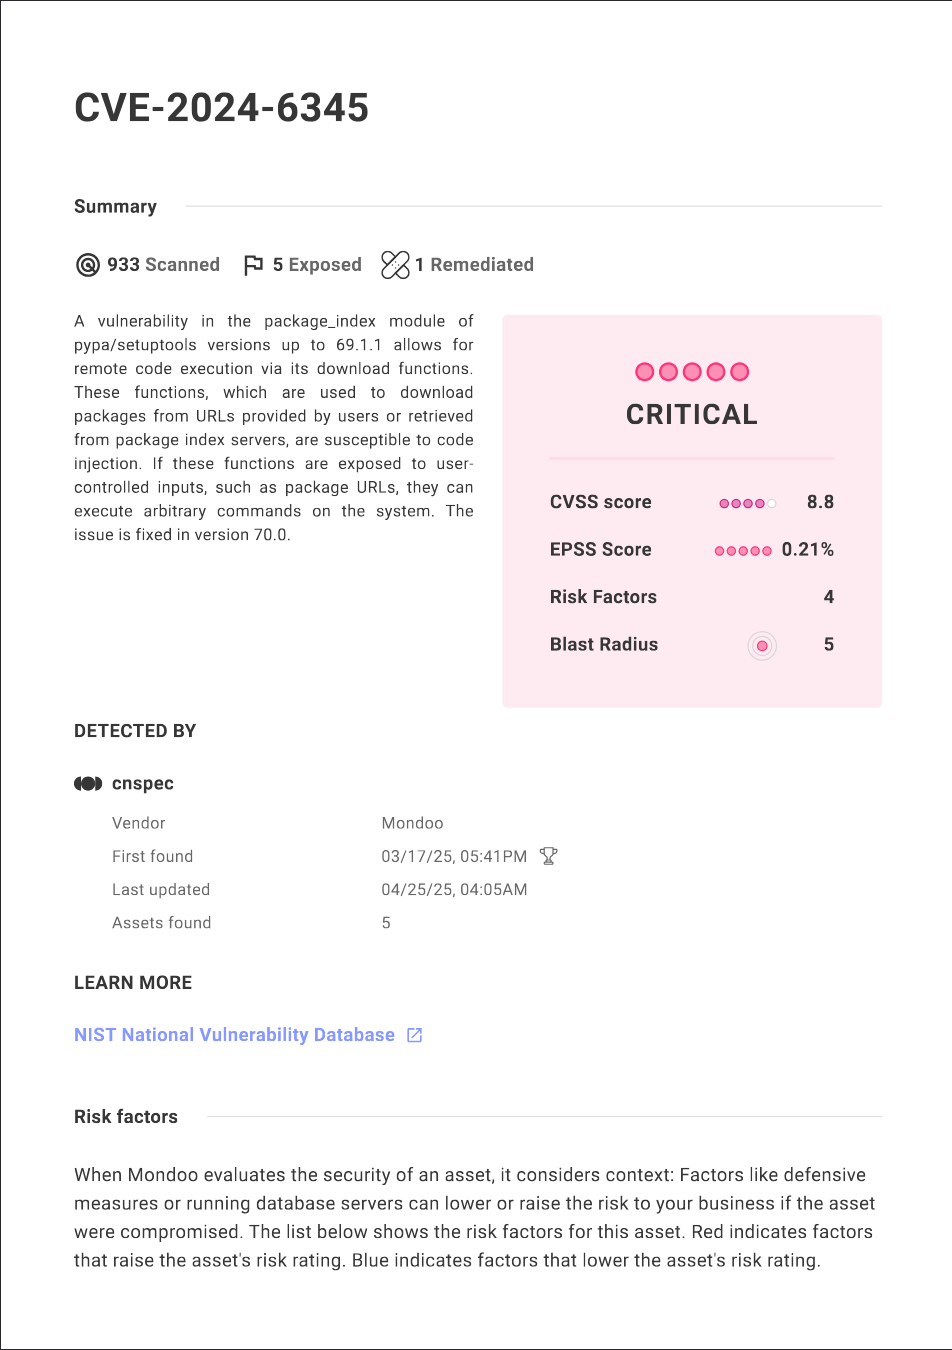 CVE-2024-6345
Summary
933 Scanned 5 Exposed 1 Remediated
A vulnerability in the package_index module of
pypa/setuptools versions up to 69.1.1 allows for
remote code execution via its download functions.
These functions, which are used to download
packages from URLs provided by users or retrieved
from package index servers, are susceptible to code
injection. If these functions are exposed to user-
controlled inputs, such as package URLs, they can
execute arbitrary commands on the system. The
issue is fixed in version 70.0.
CRITICAL
CVSS score 8.8
EPSS Score 0.21%
Risk Factors 4
Blast Radius 5
DETECTED BY
cnspec
Vendor Mondoo
First found 03/17/25, 05:41PM
Last updated 04/25/25, 04:05AM
Assets found 5
LEARN MORE
NIST National Vulnerability Database
Risk factors
When Mondoo evaluates the security of an asset, it considers context: Factors like defensive
measures or running database servers can lower or raise the risk to your business if the asset
were compromised. The list below shows the risk factors for this asset. Red indicates factors
that raise the asset's risk rating. Blue indicates factors that lower the asset's risk rating.